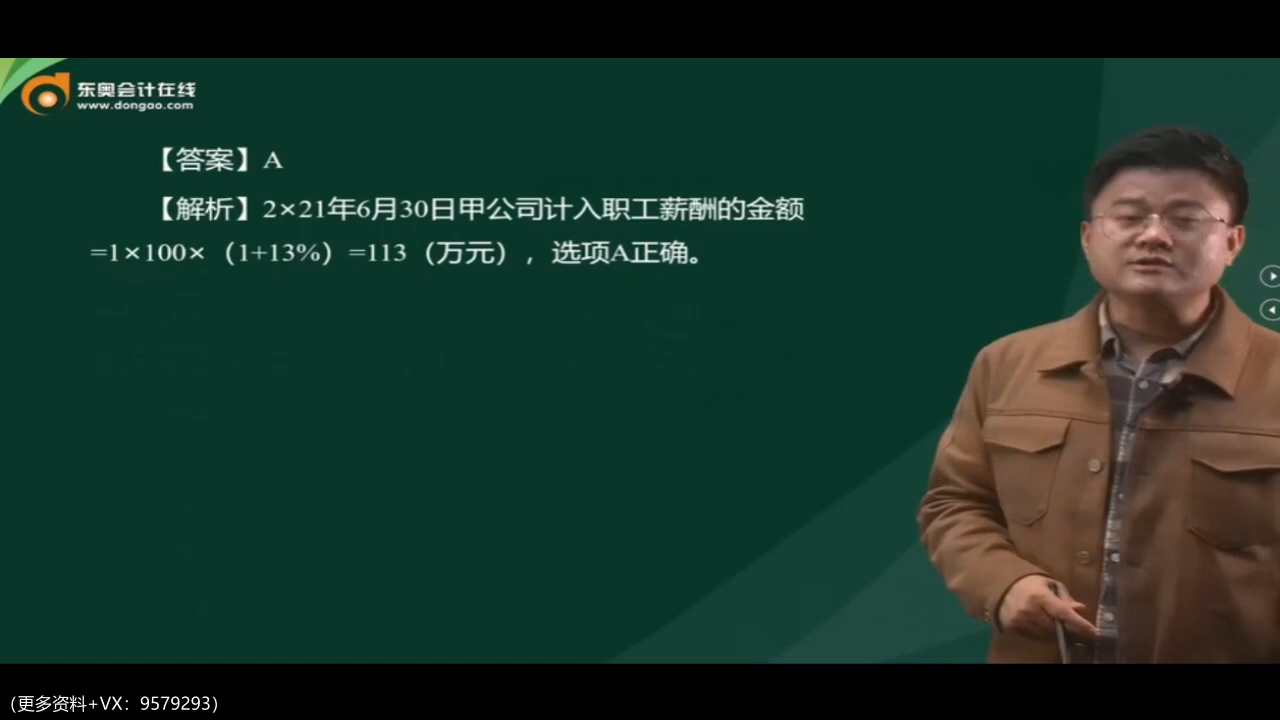 东奥会计在线
www.dongao.com
【答案】A
【解析】2×21年6月30日甲公司计入职工薪酬的金额
=1×100×（1+13%）=113（万元），选项A正确。
(更多资料+VX：9579293)